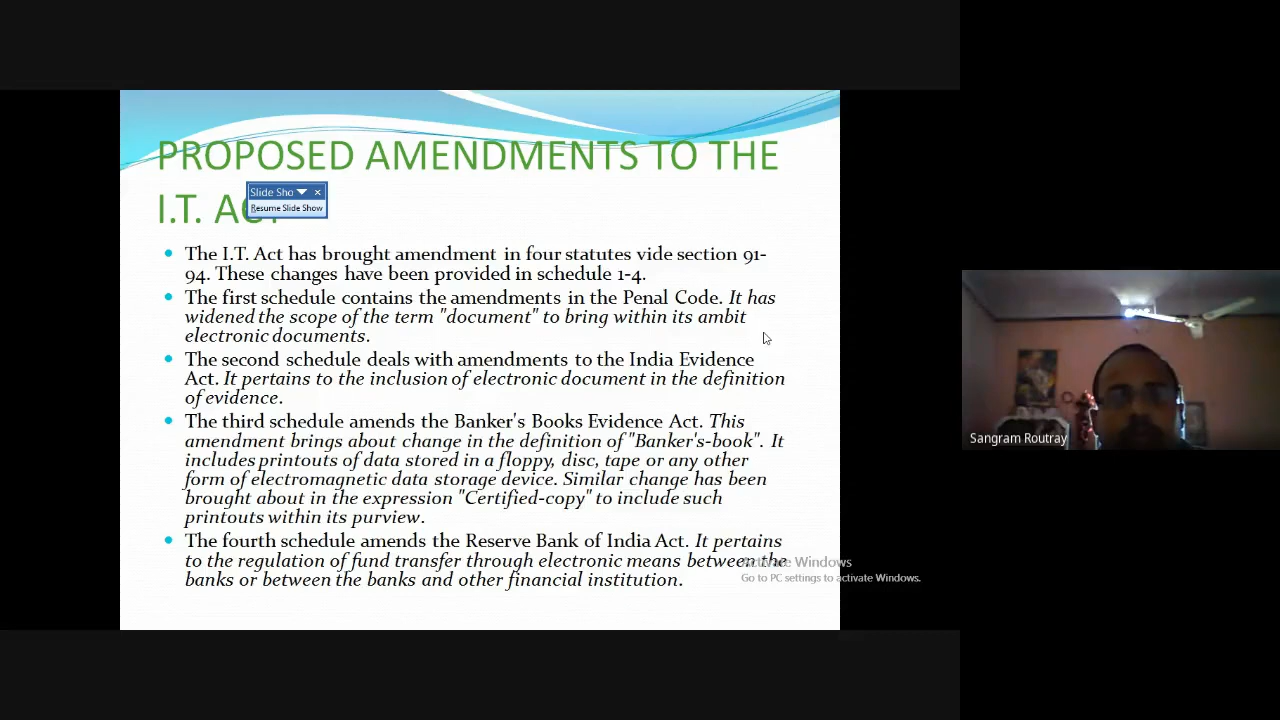 PROPOSED AMENDMENTS TO THE
I.T. ACT
Slide Sho
Resume Slide Show
The I.T. Act has brought amendment in four statutes vide section 91-
94. These changes have been provided in schedule 1-4.
The first schedule contains the amendments in the Penal Code. It has
widened the scope of the term "document" to bring within its ambit
electronic documents.
The second schedule deals with amendments to the India Evidence
Act. It pertains to the inclusion of electronic document in the definition
of evidence.
The third schedule amends the Banker's Books Evidence Act. This
amendment brings about change in the definition of "Banker's-book". It
includes printouts of data stored in a floppy, disc, tape or any other
form of electromagnetic data storage device. Similar change has been
brought about in the expression "Certified-copy" to include such
printouts within its purview.
The fourth schedule amends the Reserve Bank of India Act. It pertains
to the regulation of fund transfer through electronic means between the
banks or between the banks and other financial institution.
Activate Windows
Go to PC settings to activate Windows.
Sangram Routray